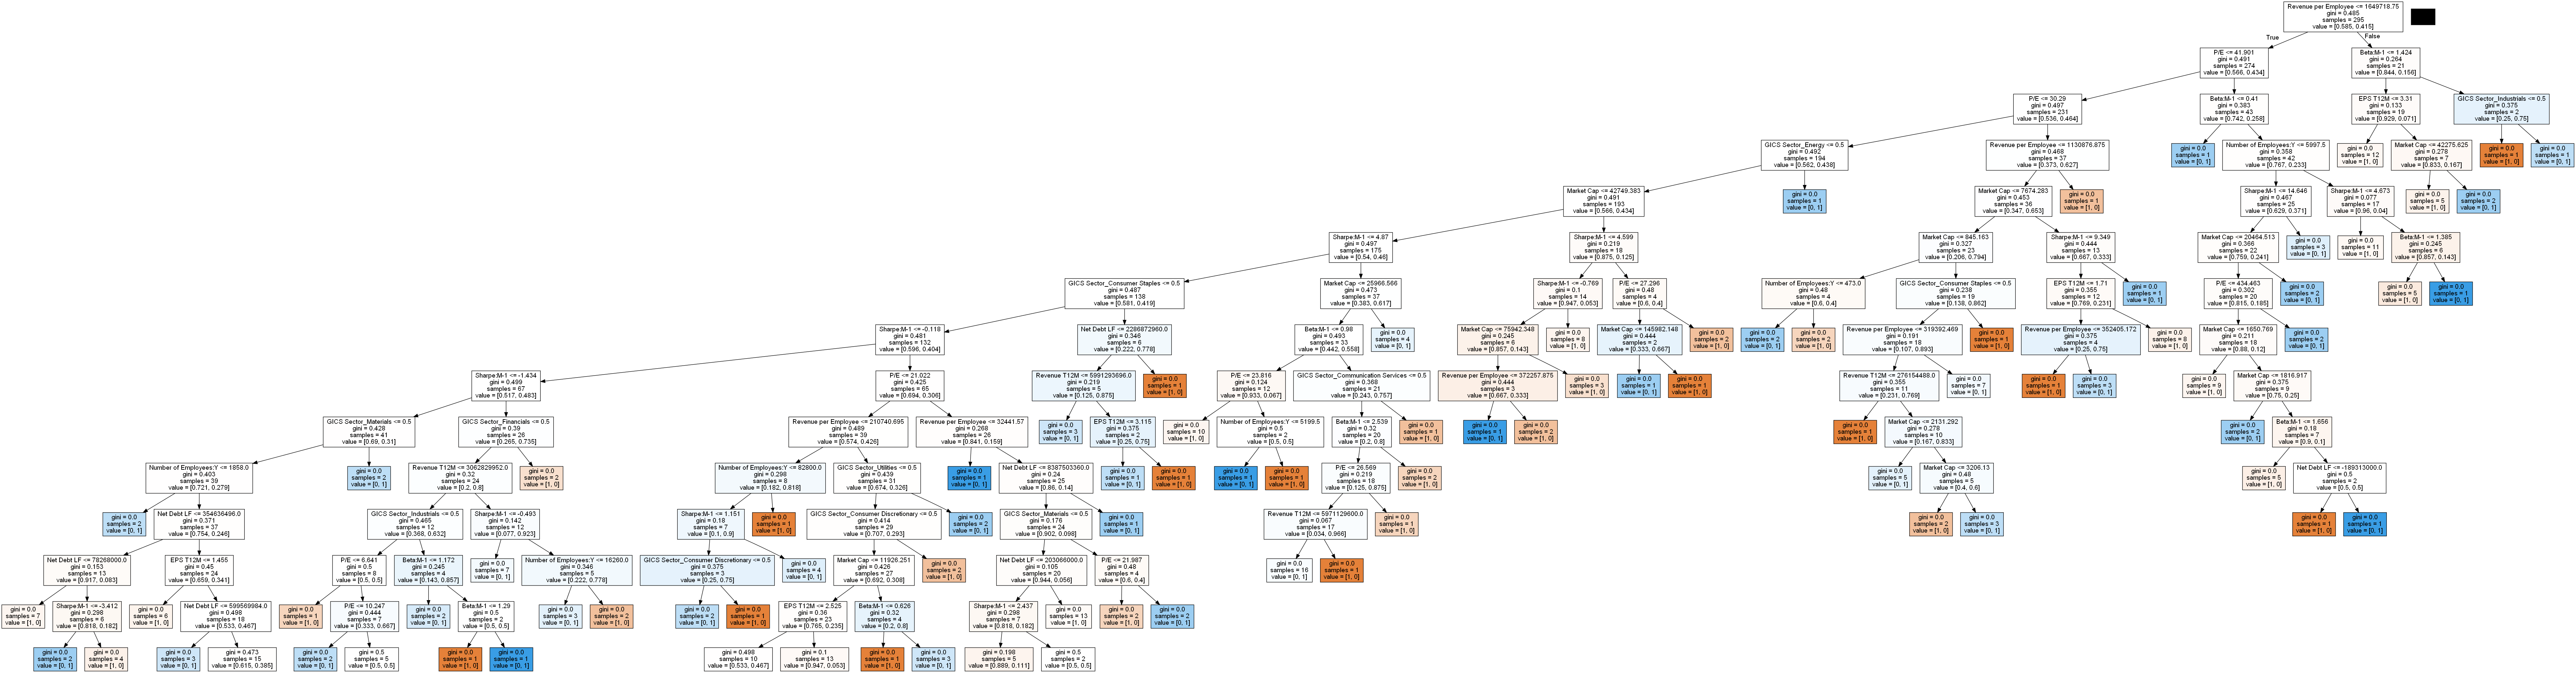 Revenue per Employee <= 1649718.75
gini = 0.485
samples = 295
value = [0.585, 0.415]
True
False
P/E <= 41.901
gini = 0.491
samples = 274
value = [0.566, 0.434]
Beta:M-1 <= 1.424
gini = 0.264
samples = 21
value = [0.844, 0.156]
P/E <= 30.29
gini = 0.497
samples = 231
value = [0.536, 0.464]
Beta:M-1 <= 0.41
gini = 0.383
samples = 43
value = [0.742, 0.258]
EPS T12M <= 3.31
gini = 0.133
samples = 19
value = [0.929, 0.071]
GICS Sector_Industrials <= 0.5
gini = 0.375
samples = 2
value = [0.25, 0.75]
GICS Sector_Energy <= 0.5
gini = 0.492
samples = 194
value = [0.562, 0.438]
Revenue per Employee <= 1130876.875
gini = 0.468
samples = 37
value = [0.373, 0.627]
gini = 0.0
samples = 1
value = [0, 1]
Number of Employees:Y <= 5997.5
gini = 0.358
samples = 42
value = [0.767, 0.233]
gini = 0.0
samples = 12
value = [1, 0]
Market Cap <= 42275.625
gini = 0.278
samples = 7
value = [0.833, 0.167]
gini = 0.0
samples = 1
value = [1, 0]
gini = 0.0
samples = 1
value = [0, 1]
Market Cap <= 42749.383
gini = 0.491
samples = 193
value = [0.566, 0.434]
gini = 0.0
samples = 1
value = [0, 1]
Market Cap <= 7674.283
gini = 0.453
samples = 36
value = [0.347, 0.653]
gini = 0.0
samples = 1
value = [1, 0]
Sharpe:M-1 <= 14.646
gini = 0.467
samples = 25
value = [0.629, 0.371]
Sharpe:M-1 <= 4.673
gini = 0.077
samples = 17
value = [0.96, 0.04]
gini = 0.0
samples = 5
value = [1, 0]
gini = 0.0
samples = 2
value = [0, 1]
Sharpe:M-1 <= 4.87
gini = 0.497
samples = 175
value = [0.54, 0.46]
Sharpe:M-1 <= 4.599
gini = 0.219
samples = 18
value = [0.875, 0.125]
Market Cap <= 845.163
gini = 0.327
samples = 23
value = [0.206, 0.794]
Sharpe:M-1 <= 9.349
gini = 0.444
samples = 13
value = [0.667, 0.333]
Market Cap <= 20464.513
gini = 0.366
samples = 22
value = [0.759, 0.241]
gini = 0.0
samples = 3
value = [0, 1]
gini = 0.0
samples = 11
value = [1, 0]
Beta:M-1 <= 1.385
gini = 0.245
samples = 6
value = [0.857, 0.143]
GICS Sector_Consumer Staples <= 0.5
gini = 0.487
samples = 138
value = [0.581, 0.419]
Market Cap <= 25966.566
gini = 0.473
samples = 37
value = [0.383, 0.617]
Sharpe:M-1 <= -0.769
gini = 0.1
samples = 14
value = [0.947, 0.053]
P/E <= 27.296
gini = 0.48
samples = 4
value = [0.6, 0.4]
Number of Employees:Y <= 473.0
gini = 0.48
samples = 4
value = [0.6, 0.4]
GICS Sector_Consumer Staples <= 0.5
gini = 0.238
samples = 19
value = [0.138, 0.862]
EPS T12M <= 1.71
gini = 0.355
samples = 12
value = [0.769, 0.231]
gini = 0.0
samples = 1
value = [0, 1]
P/E <= 434.463
gini = 0.302
samples = 20
value = [0.815, 0.185]
gini = 0.0
samples = 2
value = [0, 1]
gini = 0.0
samples = 5
value = [1, 0]
gini = 0.0
samples = 1
value = [0, 1]
Sharpe:M-1 <= -0.118
gini = 0.481
samples = 132
value = [0.596, 0.404]
Net Debt LF <= 2286872960.0
gini = 0.346
samples = 6
value = [0.222, 0.778]
Beta:M-1 <= 0.98
gini = 0.493
samples = 33
value = [0.442, 0.558]
gini = 0.0
samples = 4
value = [0, 1]
Market Cap <= 75942.348
gini = 0.245
samples = 6
value = [0.857, 0.143]
gini = 0.0
samples = 8
value = [1, 0]
Market Cap <= 145982.148
gini = 0.444
samples = 2
value = [0.333, 0.667]
gini = 0.0
samples = 2
value = [1, 0]
gini = 0.0
samples = 2
value = [0, 1]
gini = 0.0
samples = 2
value = [1, 0]
Revenue per Employee <= 319392.469
gini = 0.191
samples = 18
value = [0.107, 0.893]
gini = 0.0
samples = 1
value = [1, 0]
Revenue per Employee <= 352405.172
gini = 0.375
samples = 4
value = [0.25, 0.75]
gini = 0.0
samples = 8
value = [1, 0]
Market Cap <= 1650.769
gini = 0.211
samples = 18
value = [0.88, 0.12]
gini = 0.0
samples = 2
value = [0, 1]
Sharpe:M-1 <= -1.434
gini = 0.499
samples = 67
value = [0.517, 0.483]
P/E <= 21.022
gini = 0.425
samples = 65
value = [0.694, 0.306]
Revenue T12M <= 5991293696.0
gini = 0.219
samples = 5
value = [0.125, 0.875]
gini = 0.0
samples = 1
value = [1, 0]
P/E <= 23.816
gini = 0.124
samples = 12
value = [0.933, 0.067]
GICS Sector_Communication Services <= 0.5
gini = 0.368
samples = 21
value = [0.243, 0.757]
Revenue per Employee <= 372257.875
gini = 0.444
samples = 3
value = [0.667, 0.333]
gini = 0.0
samples = 3
value = [1, 0]
gini = 0.0
samples = 1
value = [0, 1]
gini = 0.0
samples = 1
value = [1, 0]
Revenue T12M <= 276154488.0
gini = 0.355
samples = 11
value = [0.231, 0.769]
gini = 0.0
samples = 7
value = [0, 1]
gini = 0.0
samples = 1
value = [1, 0]
gini = 0.0
samples = 3
value = [0, 1]
gini = 0.0
samples = 9
value = [1, 0]
Market Cap <= 1816.917
gini = 0.375
samples = 9
value = [0.75, 0.25]
GICS Sector_Materials <= 0.5
gini = 0.428
samples = 41
value = [0.69, 0.31]
GICS Sector_Financials <= 0.5
gini = 0.39
samples = 26
value = [0.265, 0.735]
Revenue per Employee <= 210740.695
gini = 0.489
samples = 39
value = [0.574, 0.426]
Revenue per Employee <= 32441.57
gini = 0.268
samples = 26
value = [0.841, 0.159]
gini = 0.0
samples = 3
value = [0, 1]
EPS T12M <= 3.115
gini = 0.375
samples = 2
value = [0.25, 0.75]
gini = 0.0
samples = 10
value = [1, 0]
Number of Employees:Y <= 5199.5
gini = 0.5
samples = 2
value = [0.5, 0.5]
Beta:M-1 <= 2.539
gini = 0.32
samples = 20
value = [0.2, 0.8]
gini = 0.0
samples = 1
value = [1, 0]
gini = 0.0
samples = 1
value = [0, 1]
gini = 0.0
samples = 2
value = [1, 0]
gini = 0.0
samples = 1
value = [1, 0]
Market Cap <= 2131.292
gini = 0.278
samples = 10
value = [0.167, 0.833]
gini = 0.0
samples = 2
value = [0, 1]
Beta:M-1 <= 1.656
gini = 0.18
samples = 7
value = [0.9, 0.1]
Number of Employees:Y <= 1858.0
gini = 0.403
samples = 39
value = [0.721, 0.279]
gini = 0.0
samples = 2
value = [0, 1]
Revenue T12M <= 3062829952.0
gini = 0.32
samples = 24
value = [0.2, 0.8]
gini = 0.0
samples = 2
value = [1, 0]
Number of Employees:Y <= 82800.0
gini = 0.298
samples = 8
value = [0.182, 0.818]
GICS Sector_Utilities <= 0.5
gini = 0.439
samples = 31
value = [0.674, 0.326]
gini = 0.0
samples = 1
value = [0, 1]
Net Debt LF <= 8387503360.0
gini = 0.24
samples = 25
value = [0.86, 0.14]
gini = 0.0
samples = 1
value = [0, 1]
gini = 0.0
samples = 1
value = [1, 0]
gini = 0.0
samples = 1
value = [0, 1]
gini = 0.0
samples = 1
value = [1, 0]
P/E <= 26.569
gini = 0.219
samples = 18
value = [0.125, 0.875]
gini = 0.0
samples = 2
value = [1, 0]
gini = 0.0
samples = 5
value = [0, 1]
Market Cap <= 3206.13
gini = 0.48
samples = 5
value = [0.4, 0.6]
gini = 0.0
samples = 5
value = [1, 0]
Net Debt LF <= -189313000.0
gini = 0.5
samples = 2
value = [0.5, 0.5]
gini = 0.0
samples = 2
value = [0, 1]
Net Debt LF <= 354636496.0
gini = 0.371
samples = 37
value = [0.754, 0.246]
GICS Sector_Industrials <= 0.5
gini = 0.465
samples = 12
value = [0.368, 0.632]
Sharpe:M-1 <= -0.493
gini = 0.142
samples = 12
value = [0.077, 0.923]
Sharpe:M-1 <= 1.151
gini = 0.18
samples = 7
value = [0.1, 0.9]
gini = 0.0
samples = 1
value = [1, 0]
GICS Sector_Consumer Discretionary <= 0.5
gini = 0.414
samples = 29
value = [0.707, 0.293]
gini = 0.0
samples = 2
value = [0, 1]
GICS Sector_Materials <= 0.5
gini = 0.176
samples = 24
value = [0.902, 0.098]
gini = 0.0
samples = 1
value = [0, 1]
Revenue T12M <= 5971129600.0
gini = 0.067
samples = 17
value = [0.034, 0.966]
gini = 0.0
samples = 1
value = [1, 0]
gini = 0.0
samples = 2
value = [1, 0]
gini = 0.0
samples = 3
value = [0, 1]
gini = 0.0
samples = 1
value = [1, 0]
gini = 0.0
samples = 1
value = [0, 1]
Net Debt LF <= 78268000.0
gini = 0.153
samples = 13
value = [0.917, 0.083]
EPS T12M <= 1.455
gini = 0.45
samples = 24
value = [0.659, 0.341]
P/E <= 6.641
gini = 0.5
samples = 8
value = [0.5, 0.5]
Beta:M-1 <= 1.172
gini = 0.245
samples = 4
value = [0.143, 0.857]
gini = 0.0
samples = 7
value = [0, 1]
Number of Employees:Y <= 16260.0
gini = 0.346
samples = 5
value = [0.222, 0.778]
GICS Sector_Consumer Discretionary <= 0.5
gini = 0.375
samples = 3
value = [0.25, 0.75]
gini = 0.0
samples = 4
value = [0, 1]
Market Cap <= 11926.251
gini = 0.426
samples = 27
value = [0.692, 0.308]
gini = 0.0
samples = 2
value = [1, 0]
Net Debt LF <= 203066000.0
gini = 0.105
samples = 20
value = [0.944, 0.056]
P/E <= 21.987
gini = 0.48
samples = 4
value = [0.6, 0.4]
gini = 0.0
samples = 16
value = [0, 1]
gini = 0.0
samples = 1
value = [1, 0]
gini = 0.0
samples = 7
value = [1, 0]
Sharpe:M-1 <= -3.412
gini = 0.298
samples = 6
value = [0.818, 0.182]
gini = 0.0
samples = 6
value = [1, 0]
Net Debt LF <= 599569984.0
gini = 0.498
samples = 18
value = [0.533, 0.467]
gini = 0.0
samples = 1
value = [1, 0]
P/E <= 10.247
gini = 0.444
samples = 7
value = [0.333, 0.667]
gini = 0.0
samples = 2
value = [0, 1]
Beta:M-1 <= 1.29
gini = 0.5
samples = 2
value = [0.5, 0.5]
gini = 0.0
samples = 3
value = [0, 1]
gini = 0.0
samples = 2
value = [1, 0]
gini = 0.0
samples = 2
value = [0, 1]
gini = 0.0
samples = 1
value = [1, 0]
EPS T12M <= 2.525
gini = 0.36
samples = 23
value = [0.765, 0.235]
Beta:M-1 <= 0.626
gini = 0.32
samples = 4
value = [0.2, 0.8]
Sharpe:M-1 <= 2.437
gini = 0.298
samples = 7
value = [0.818, 0.182]
gini = 0.0
samples = 13
value = [1, 0]
gini = 0.0
samples = 2
value = [1, 0]
gini = 0.0
samples = 2
value = [0, 1]
gini = 0.0
samples = 2
value = [0, 1]
gini = 0.0
samples = 4
value = [1, 0]
gini = 0.0
samples = 3
value = [0, 1]
gini = 0.473
samples = 15
value = [0.615, 0.385]
gini = 0.0
samples = 2
value = [0, 1]
gini = 0.5
samples = 5
value = [0.5, 0.5]
gini = 0.0
samples = 1
value = [1, 0]
gini = 0.0
samples = 1
value = [0, 1]
gini = 0.498
samples = 10
value = [0.533, 0.467]
gini = 0.1
samples = 13
value = [0.947, 0.053]
gini = 0.0
samples = 1
value = [1, 0]
gini = 0.0
samples = 3
value = [0, 1]
gini = 0.198
samples = 5
value = [0.889, 0.111]
gini = 0.5
samples = 2
value = [0.5, 0.5]